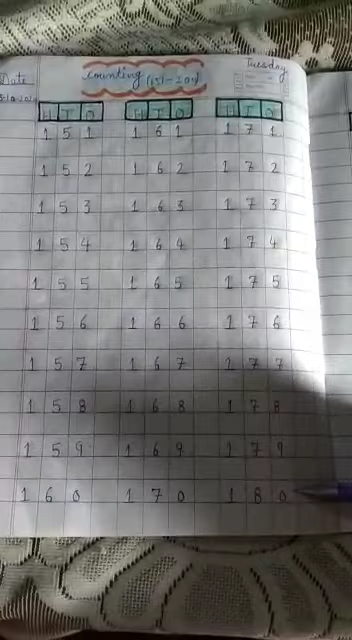 Date
Tuesday
Counting (151-200)
H T O H T O H T O
1 5 1 1 6 1 1 7 1
1 5 2 1 6 2 1 7 2
1 5 3 1 6 3 1 7 3
1 5 4 1 6 4 1 7 4
1 5 5 1 6 5 1 7 5
1 5 6 1 6 6 1 7 6
1 5 7 1 6 7 1 7 7
1 5 8 1 6 8 1 7 8
1 5 9 1 6 9 1 7 9
1 6 0 1 7 0 1 8 0